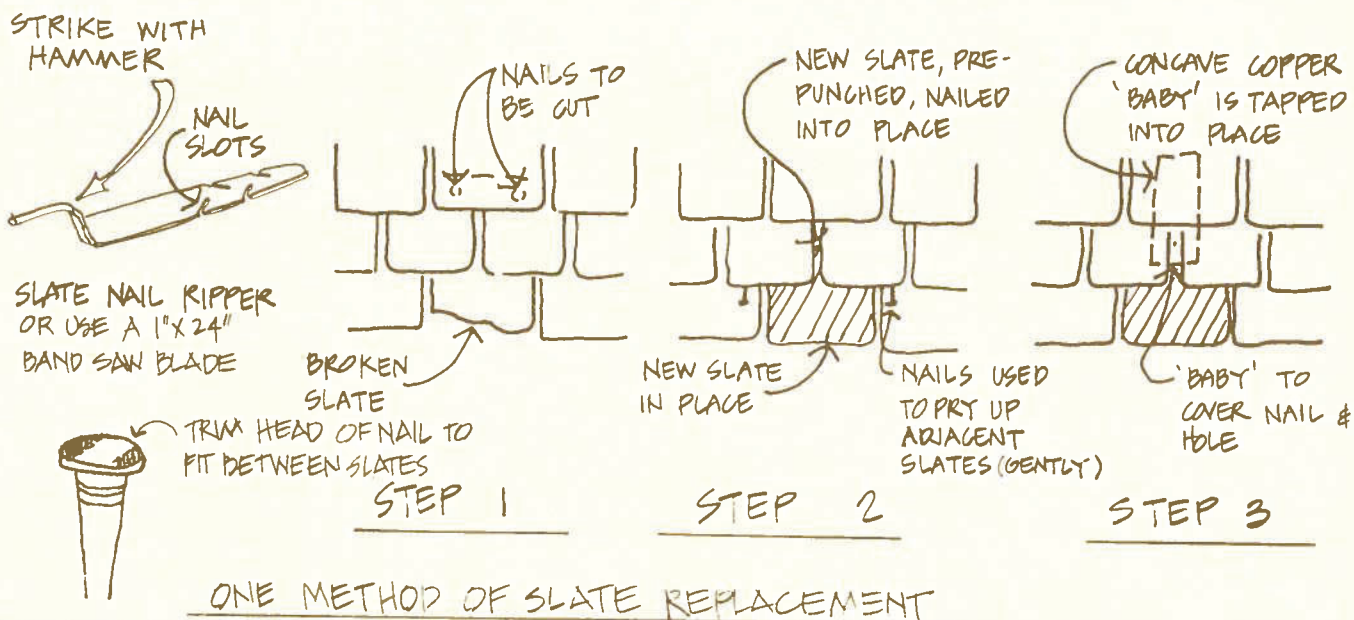 STRIKE WITH
HAMMER
NAIL
SLOTS
SLATE NAIL RIPPER
OR USE A 1"X 24"
BAND SAW BLADE
TRIM HEAD OF NAIL TO
FIT BETWEEN SLATES
NAILS TO
BE CUT
BROKEN
SLATE
STEP 1
NEW SLATE, PRE-
PUNCHED, NAILED
INTO PLACE
NEW SLATE
IN PLACE
NAILS USED
TO PRY UP
ADJACENT
SLATES (GENTLY)
STEP 2
CONCAVE COPPER
'BABY' IS TAPPED
INTO PLACE
'BABY' TO
COVER NAIL &
HOLE
STEP 3
ONE METHOD OF SLATE REPLACEMENT